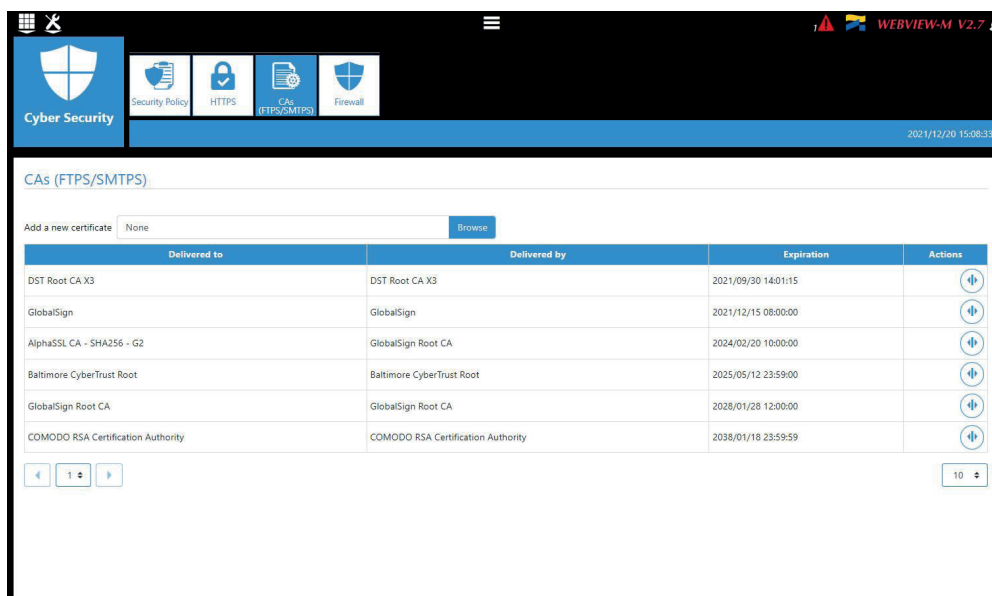 1 WEBVIEW-M V2.7
Cyber Security
Security Policy
HTTPS
CAs
(FTPS/SMTPS)
Firewall
2021/12/20 15:08:33
CAs (FTPS/SMTPS)
Add a new certificate None Browse
Delivered to Delivered by Expiration Actions
DST Root CA X3 DST Root CA X3 2021/09/30 14:01:15
GlobalSign GlobalSign 2021/12/15 08:00:00
AlphaSSL CA - SHA256 - G2 GlobalSign Root CA 2024/02/20 10:00:00
Baltimore CyberTrust Root Baltimore CyberTrust Root 2025/05/12 23:59:00
GlobalSign Root CA GlobalSign Root CA 2028/01/28 12:00:00
COMODO RSA Certification Authority COMODO RSA Certification Authority 2038/01/18 23:59:59
1 10